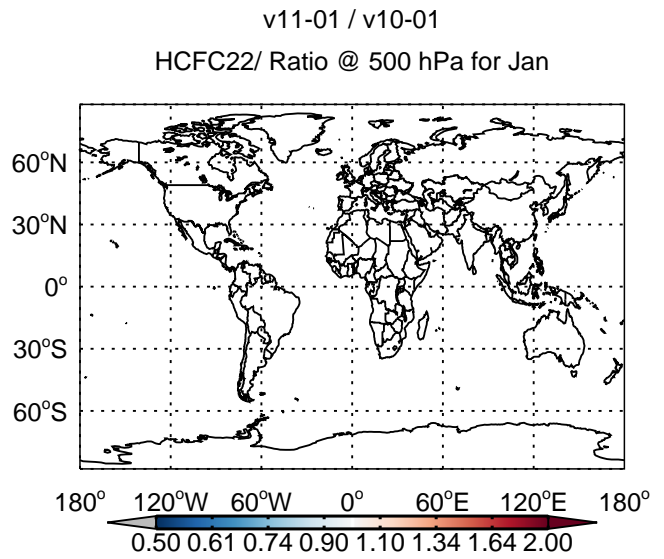 v11-01 / v10-01
HCFC22/ Ratio @ 500 hPa for Jan
60°N
30°N
0°
30°S
60°S
180° 120°W 60°W 0° 60°E 120°E 180°
0.50 0.61 0.74 0.90 1.10 1.34 1.64 2.00